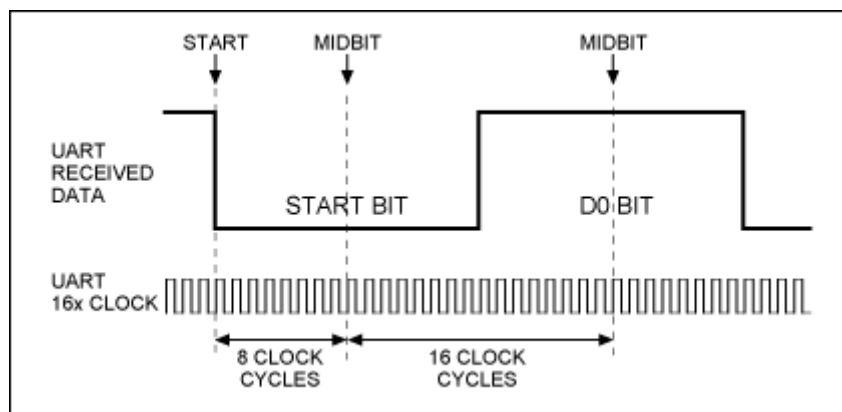 START
MIDBIT
MIDBIT
UART
RECEIVED
DATA
START BIT
D0 BIT
UART
16x CLOCK
8 CLOCK
CYCLES
16 CLOCK
CYCLES